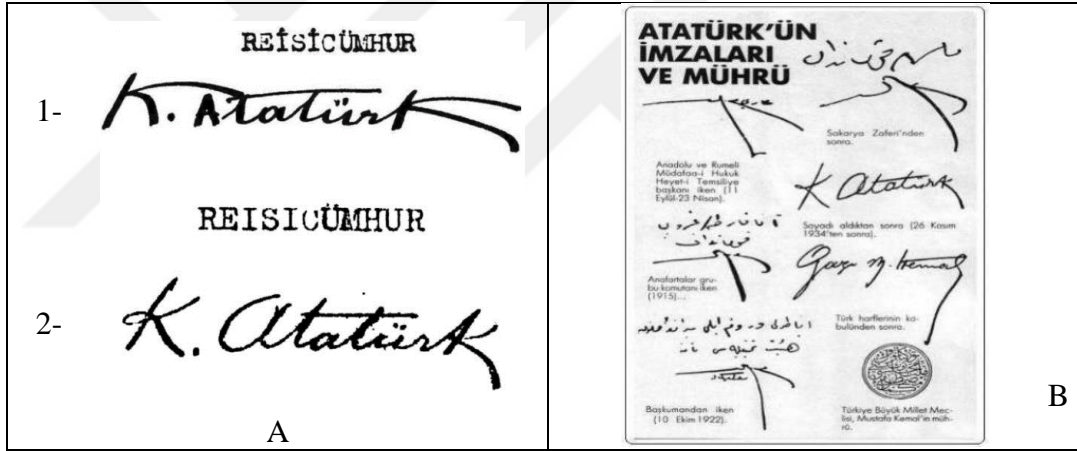 REİSİCÜMHUR
1-
K. Atatürk
REISICÜMHUR
2-
K. Atatürk
A
ATATÜRK'ÜN
İMZALARI
VE MÜHRÜ
Sakarya Zaferi'nden
sonra.
Anadolu ve Rumeli
Müdafaa-i Hukuk
Heyet-i Temsiliye
başkanı iken (11
Eylül-23 Nisan).
K Atatürk
Soyadı aldıktan sonra (26 Kasım
1934'ten sonra).
Gazi M. Kemal
Anafartalar gru-
bu komutanı iken
(1915)...
Türk harflerinin ka-
bulünden sonra.
Başkumandan iken
(10 Ekim 1922).
Türkiye Büyük Millet Mec-
lisi, Mustafa Kemal'in müh-
rü.
B